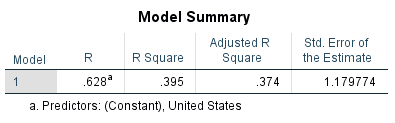 Model Summary
Adjusted R Std. Error of
Model R R Square Square the Estimate
1 .628a .395 .374 1.179774
a. Predictors: (Constant), United States